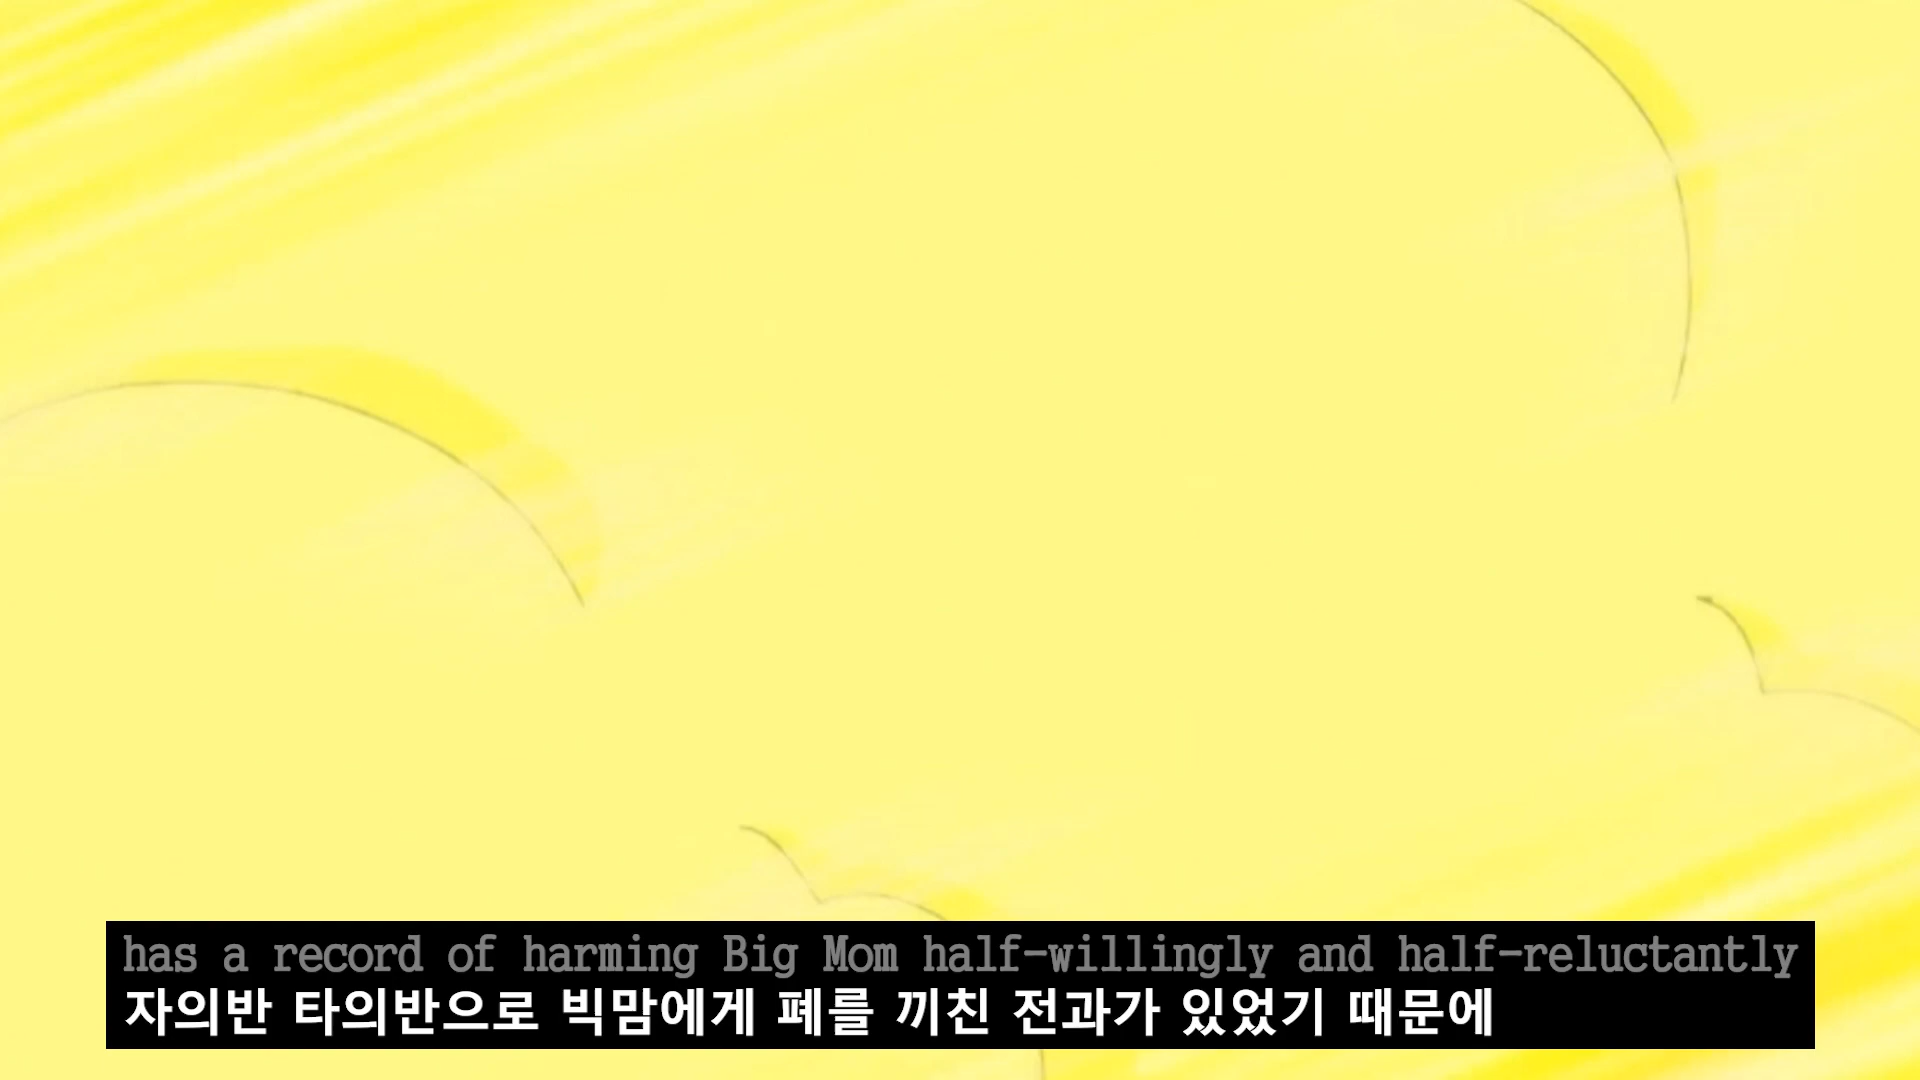 has a record of harming Big Mom half-willingly and half-reluctantly
자의반 타의반으로 빅맘에게 폐를 끼친 전과가 있었기 때문에